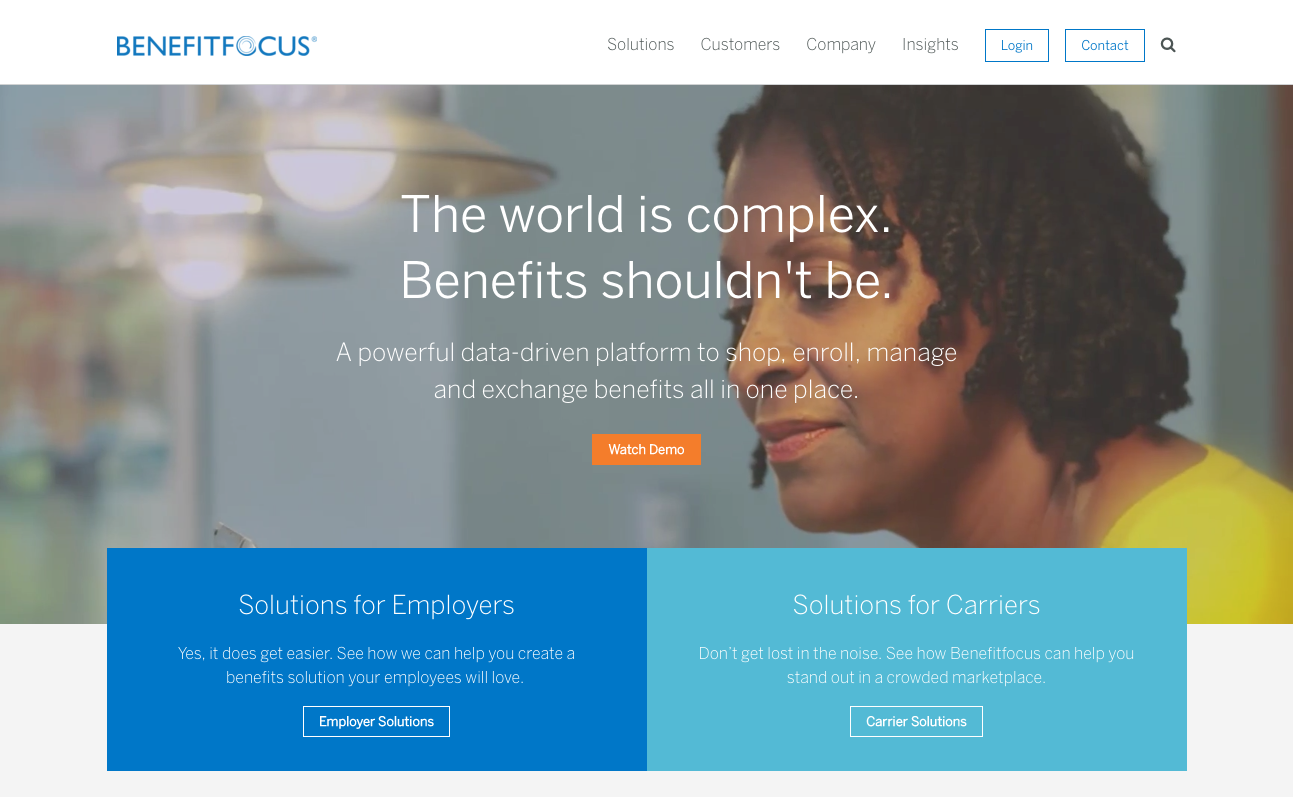 BENEFITFOCUS®
Solutions
Customers
Company
Insights
Login
Contact
The world is complex.
Benefits shouldn't be.
A powerful data-driven platform to shop, enroll, manage
and exchange benefits all in one place.
Watch Demo
Solutions for Employers
Yes, it does get easier. See how we can help you create a
benefits solution your employees will love.
Employer Solutions
Solutions for Carriers
Don't get lost in the noise. See how Benefitfocus can help you
stand out in a crowded marketplace.
Carrier Solutions